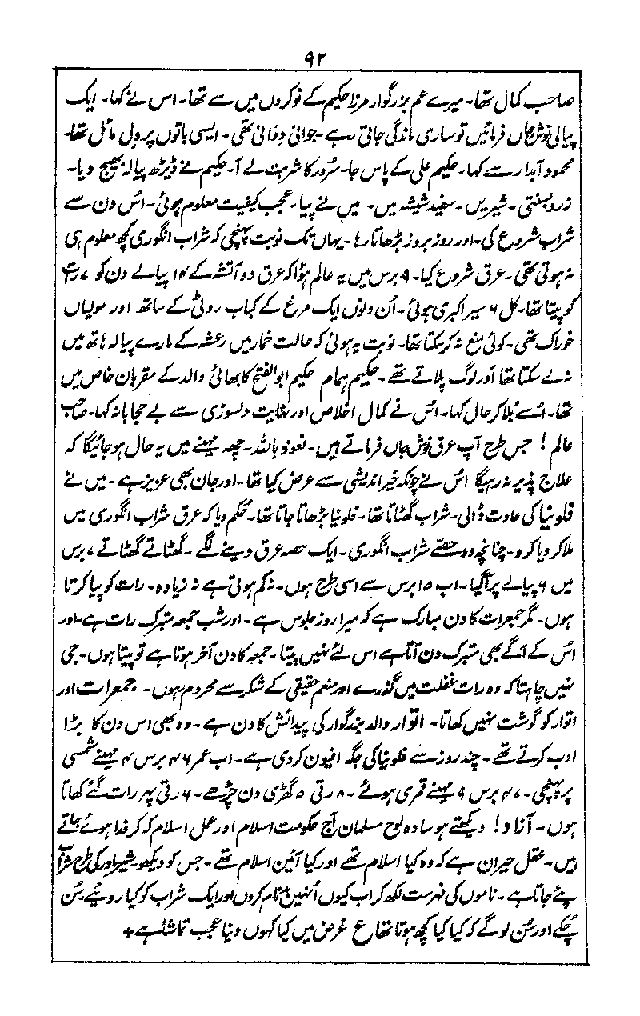 ۹۲
صاحب کمال تھا۔ میرے عم بزرگوار مرزا حکیم کے نوکروں میں سے تھا۔ اس نے کہا۔ ایک
پیالی نوش جاں فرمائیں تو ساری ماندگی جاتی رہے۔ جوانی دوانی تھی۔ ایسی باتوں پر دل مائل تھا۔
محمود آبدار سے کہا۔ حکیم علی کے پاس جا۔ سُرور کا شربت لے آ۔ حکیم نے ڈیڑھ پیالہ بھیج دیا۔
زرد بسنتی۔ شیریں۔ سفید شیشہ میں۔ میں نے پیا۔ عجب کیفیت معلوم ہوئی۔ اُس دن سے
شراب شروع کی۔ اور روز بروز بڑھاتا رہا۔ یہاں تک نوبت پہنچی کہ شراب انگوری کچھ معلوم ہی
نہ ہوتی تھی۔ عرق شروع کیا۔ ۹ برس میں یہ عالم ہوُا کہ عرق دو آتشہ کے ۱۴ پیالے دن کو ۷ رات
کو پیتا تھا۔ کل ۶ سیر اکبری ہوئی۔ اُن دنوں ایک مرغ کے کباب روٹی کے ساتھ اور مولیاں
خوراک تھی۔ کوئی منع نہ کر سکتا تھا۔ نوبت یہ ہوئی کہ حالت خمار میں رعشہ کے مارے پیالہ ہاتھ میں
نہ لے سکتا تھا اَور لوگ پلاتے تھے۔ حکیم ہمام حکیم ابوالفتح کا بھائی والد کے مقربان خاص میں
تھا۔ اُسے بُلا کر حال کہا۔ اُس نے کمال اخلاص اور نہایت دلسوزی سے بے حجابانہ کہا۔ صاحب
عالم! جس طرح آپ عرق نوش جاں فرماتے ہیں۔ نعوذ باللہ۔ چھ مہینے میں یہ حال ہو جائیگا کہ
علاج پذیر نہ رہیگا اُس نے چونکہ خیر اندیشی سے عرض کیا تھا۔ اور جان بھی عزیز ہے۔ میں نے
فلونیا کی عادت ڈالی۔ شراب گھٹاتا تھا۔ فلونیا بڑھاتا جاتا تھا۔ حُکم دیا کہ عرق شراب انگوری میں
ملا کر دیا کرو۔ چنانچہ دو حصّے شراب انگوری۔ ایک حصہ عرق دینے لگے۔ گھٹاتے گھٹاتے ۷ برس
میں ۶ پیالے پر آگیا۔ اب ۱۵ برس سے اسی طرح ہوں۔ نہ کم ہوتی ہے نہ زیادہ۔ رات کو پیا کرتا
ہوں۔ مگر جمعرات کا دن مبارک ہے کہ میرا روز جلوس ہے۔ اور شب جمعہ متبرک رات ہے۔ اور
اُس کے آگے بھی متبرک دن آتا ہے اس لئے نہیں پیتا۔ جمعہ کا دن آخر ہوتا ہے تو پیتا ہوں۔ جی
نہیں چاہتا کہ وہ رات غفلت میں گذرے اور منعم حقیقی کے شکر سے محروم ہوں۔ جمعرات اور
اتوار کو گوشت نہیں کھاتا۔ اتوار والد بزرگوار کی پیدائش کا دن ہے۔ وہ بھی اس دن کا بڑا
ادب کرتے تھے۔ چند روز سے فلونیا کی جگہ افیون کر دی ہے۔ اب عمر ۴۶ برس ۴ مہینے شمسی
پر پہنچی۔ ۴۷ برس ۹ مہینے قمری ہوئے۔ ۸ رتی ۵ گھڑی دن چڑھے۔ ۶ رتی پہر رات گئے کھاتا
ہوں۔ آزاد! دیکھتے ہو سادہ لوح مسلمان آج حکومت اسلام اور عمل اسلام کہہ کر فدا ہوئے جاتے
ہیں۔ عقل حیران ہے کہ وہ کیا اسلام تھے اور کیا آئین اسلام تھے۔ جس کو دیکھو شیر مادر کی طرح شراب
پئے جاتا ہے۔ ناموں کی فہرست لکھ کر اب کیوں اُنہیں بدنام کروں اور ایک شراب کو کیا روئیے سُن
چُکے اور سُن لوگے کہ کیا کیا کچھ ہوتا تھا ع غرض میں کیا کہوں دنیا عجب تماشہ ہے +